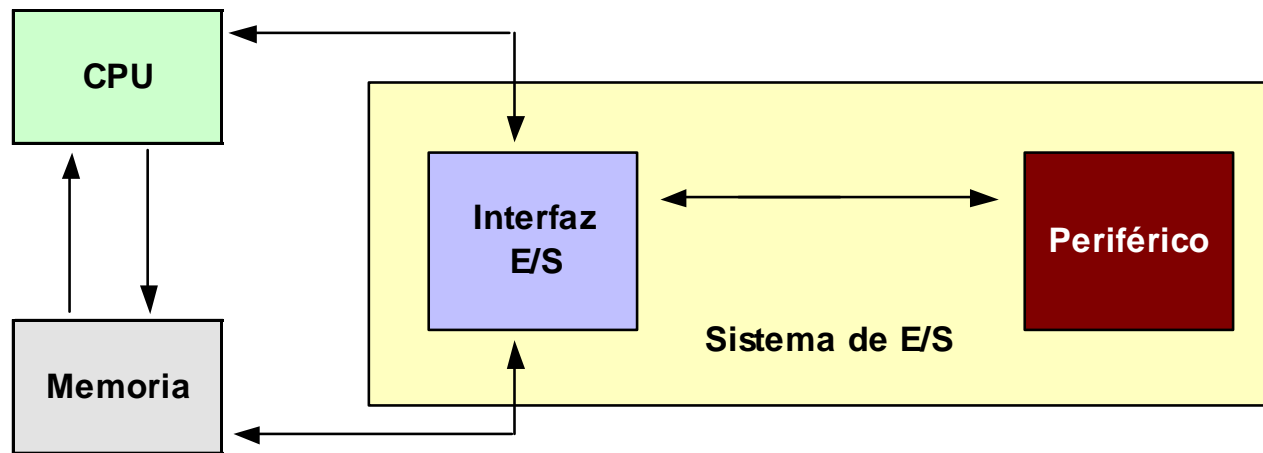 CPU
Interfaz
E/S
Periférico
Sistema de E/S
Memoria